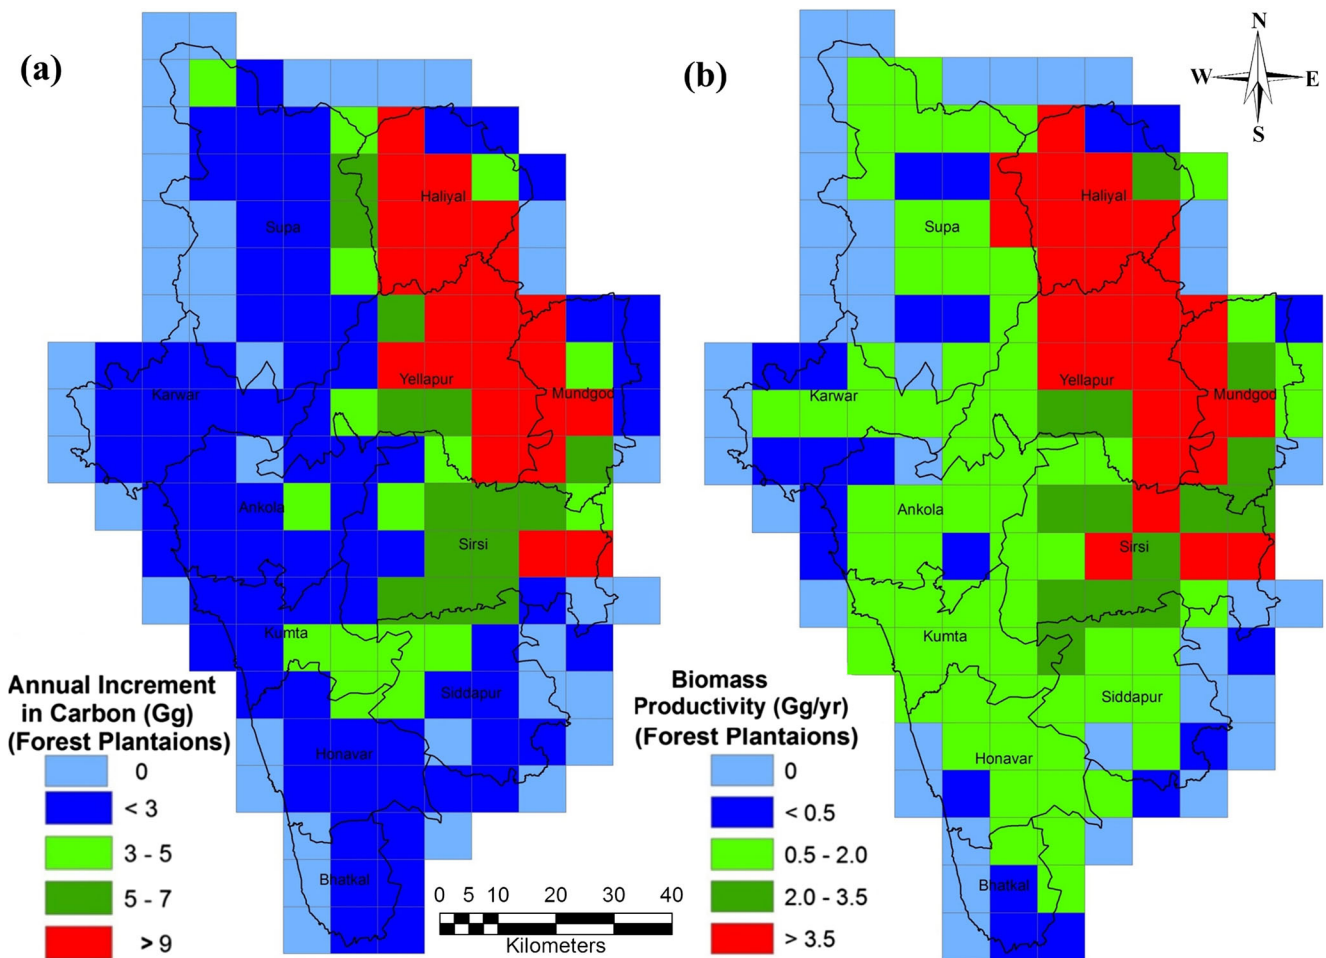 (a)
Supa
Haliyal
Karwar
Yellapur
Mundgod
Ankola
Sirsi
Kumta
Siddapur
Honavar
Bhatkal
Annual Increment
in Carbon (Gg)
(Forest Plantaions)
0
< 3
3 - 5
5 - 7
> 9
0 5 10 20 30 40
Kilometers
(b)
N
W E
S
Haliyal
Supa
Yellapur
Karwar
Mundgod
Ankola
Sirsi
Kumta
Siddapur
Honavar
Bhatkal
Biomass
Productivity (Gg/yr)
(Forest Plantaions)
0
< 0.5
0.5 - 2.0
2.0 - 3.5
> 3.5